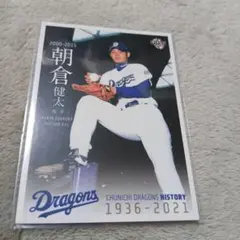 2000-2015
朝倉
健太
Dragons
CHUNICHI DRAGONS HISTORY
1936-2021